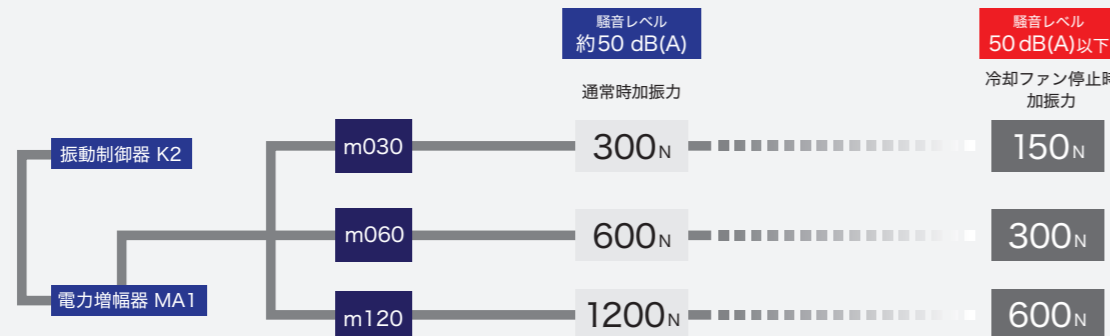 騒音レベル
約50 dB(A)
騒音レベル
50 dB(A)以下
通常時加振力
冷却ファン停止時
加振力
振動制御器 K2
m030
300N
150N
m060
600N
300N
電力増幅器 MA1
m120
1200N
600N